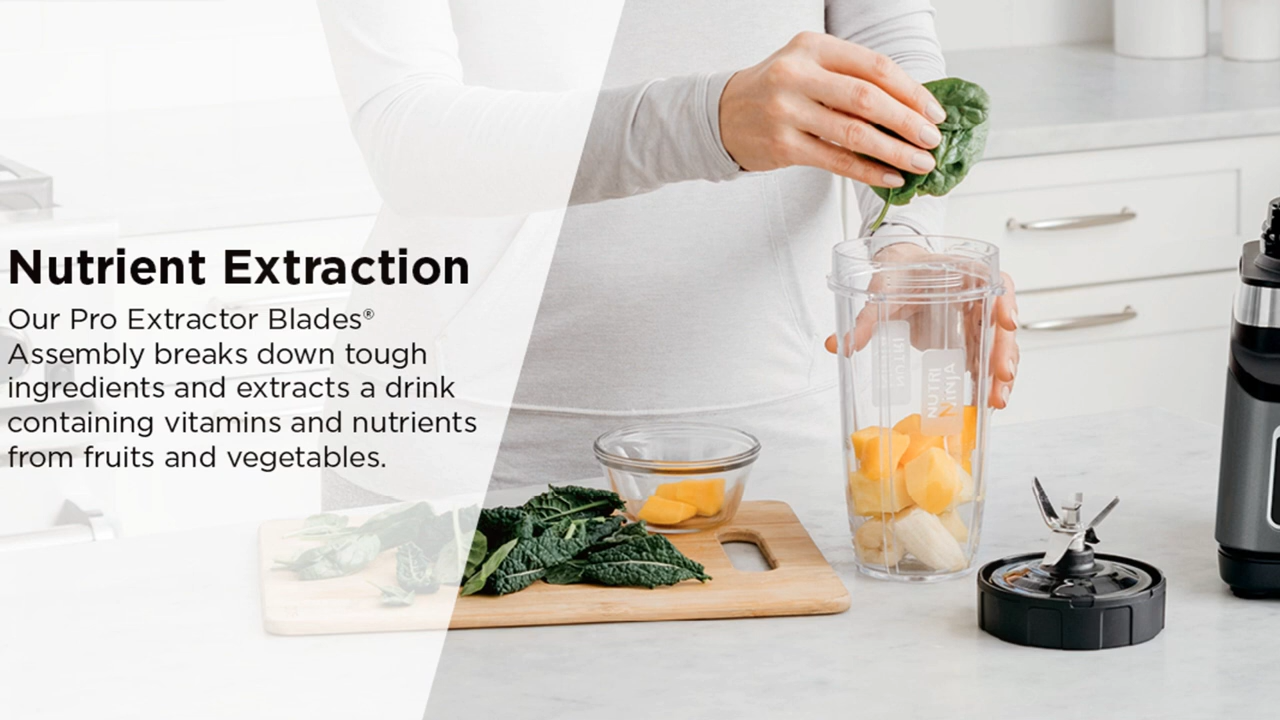 Nutrient Extraction
Our Pro Extractor Blades®
Assembly breaks down tough
ingredients and extracts a drink
containing vitamins and nutrients
from fruits and vegetables.
NUTRI
NINJA